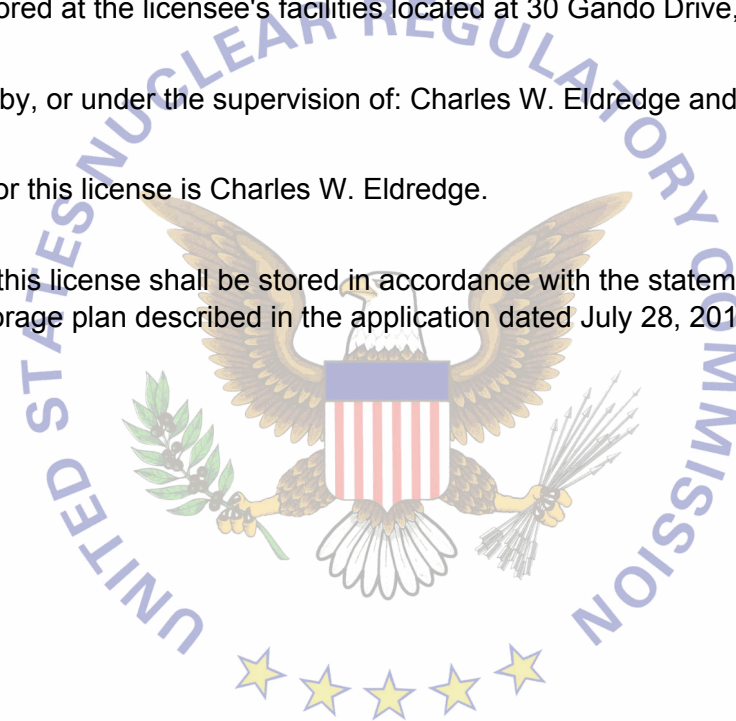 ored at the licensee's facilities located at 30 Gando Drive,
by, or under the supervision of: Charles W. Eldredge and
or this license is Charles W. Eldredge.
this license shall be stored in accordance with the statem
orage plan described in the application dated July 28, 201
UNITED STATES NUCLEAR REGULATORY COMMISSION